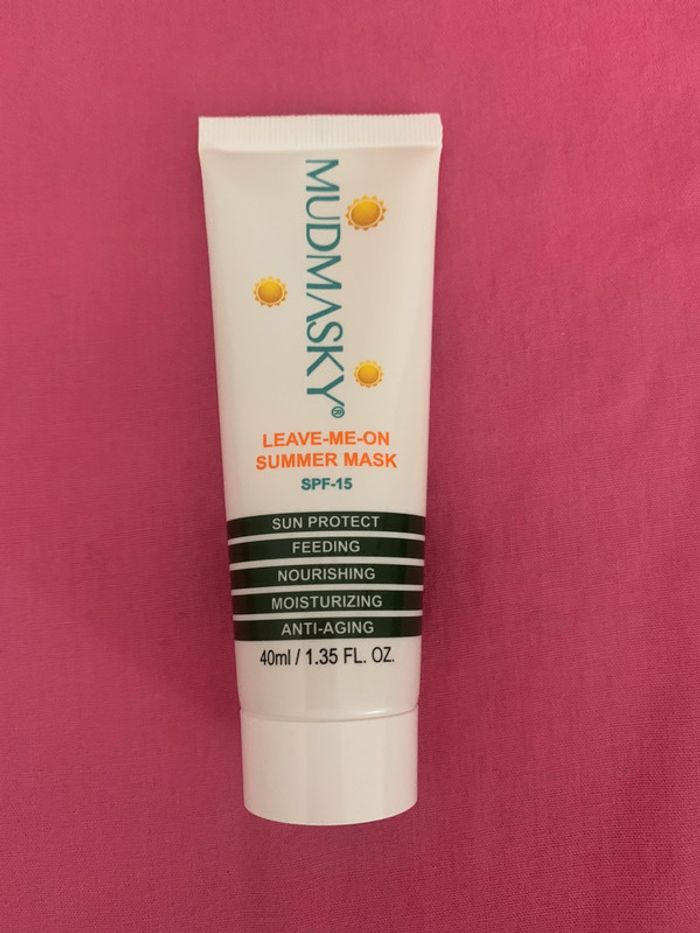 MUDMASKY®
LEAVE-ME-ON
SUMMER MASK
SPF-15
SUN PROTECT
FEEDING
NOURISHING
MOISTURIZING
ANTI-AGING
40ml / 1.35 FL. OZ.